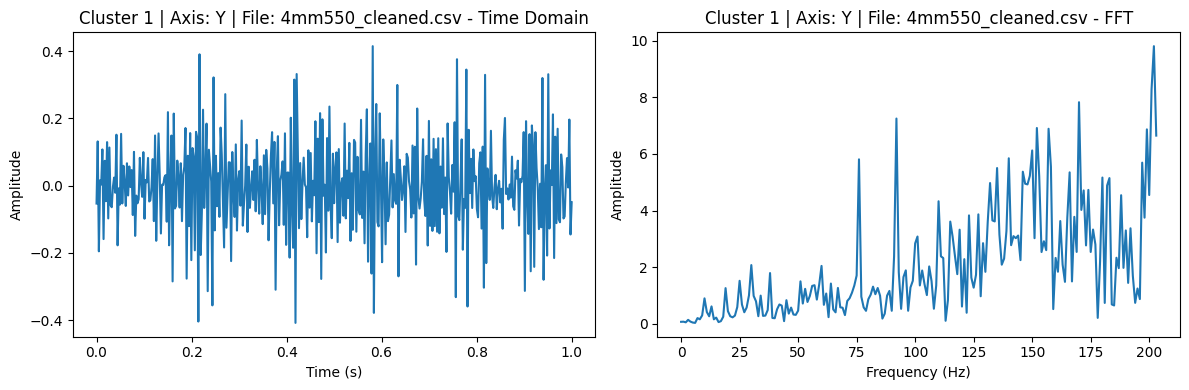 Cluster 1 | Axis: Y | File: 4mm550_cleaned.csv - Time Domain
0.4
0.2
0.0
−0.2
−0.4
Amplitude
0.0 0.2 0.4 0.6 0.8 1.0
Time (s)
Cluster 1 | Axis: Y | File: 4mm550_cleaned.csv - FFT
10
8
6
4
2
0
Amplitude
0 25 50 75 100 125 150 175 200
Frequency (Hz)